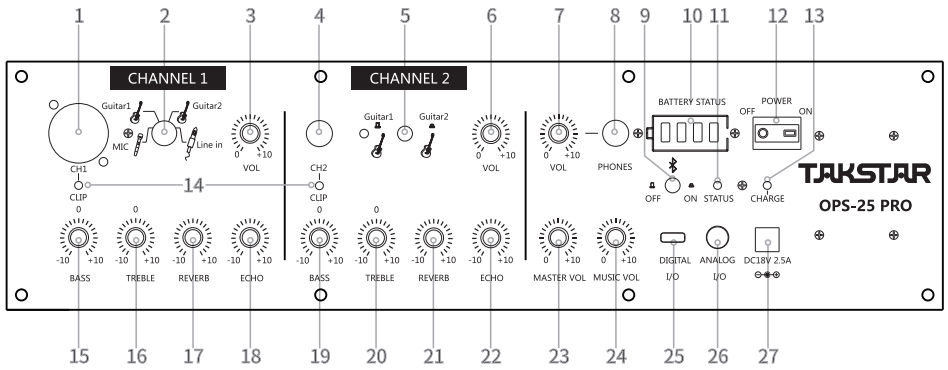 1 2 3 4 5 6 7 8 9 10 11 12 13
CHANNEL 1 CHANNEL 2
Guitar1 Guitar2 Guitar1 Guitar2 BATTERY STATUS POWER
OFF ON
MIC Line in
0 +10 0 +10 0 +10
VOL VOL VOL PHONES
CH1 CH2
TAKSTAR
14
CLIP CLIP OFF ON STATUS CHARGE
OPS-25 PRO
0 0 0 0
-10 +10 -10 +10 -10 +10 -10 +10 -10 +10 -10 +10 -10 +10 -10 +10 0 +10 0 +10
BASS TREBLE REVERB ECHO BASS TREBLE REVERB ECHO MASTER VOL MUSIC VOL
DIGITAL ANALOG DC18V 2.5A
I/O I/O
15 16 17 18 19 20 21 22 23 24 25 26 27